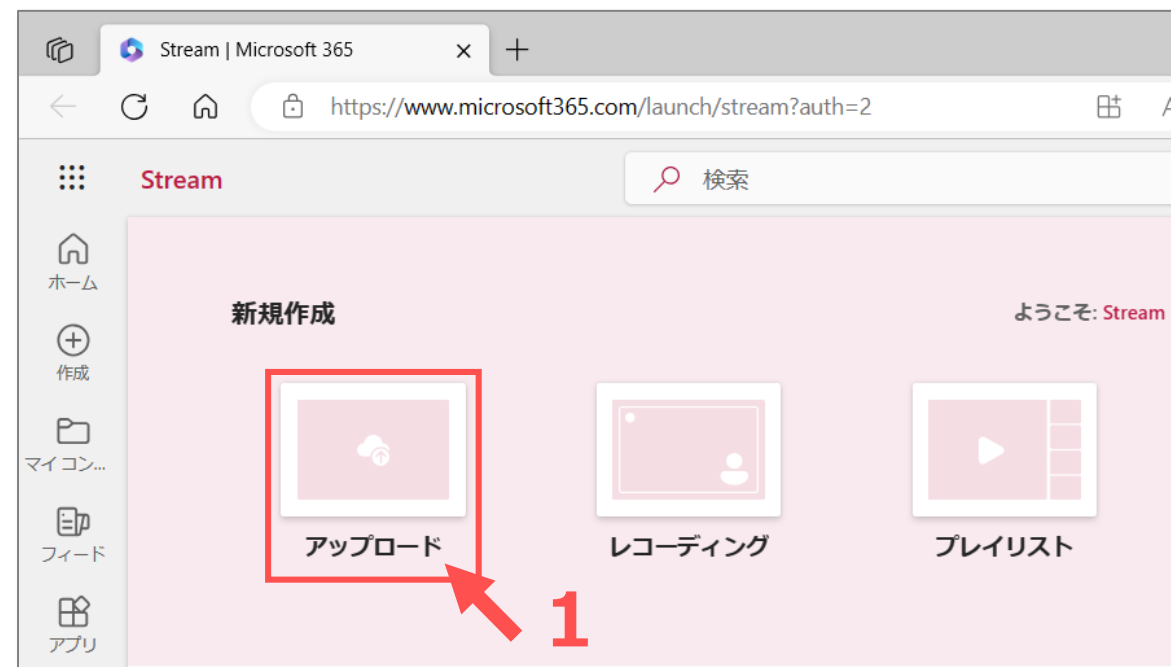 Stream | Microsoft 365
https://www.microsoft365.com/launch/stream?auth=2
Stream
検索
ホーム
作成
マイ コン...
フィード
アプリ
新規作成
ようこそ: Stream
アップロード
レコーディング
プレイリスト
1